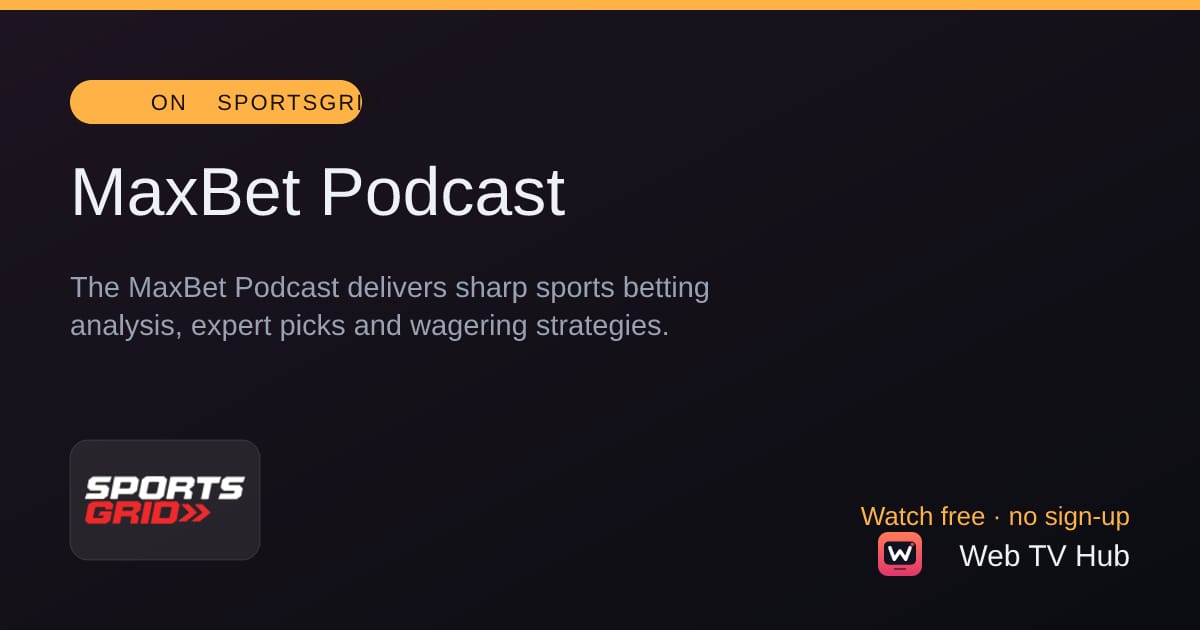 ON SPORTSGRI
MaxBet Podcast
The MaxBet Podcast delivers sharp sports betting
analysis, expert picks and wagering strategies.
SPORTS
GRID
Watch free · no sign-up
W
Web TV Hub